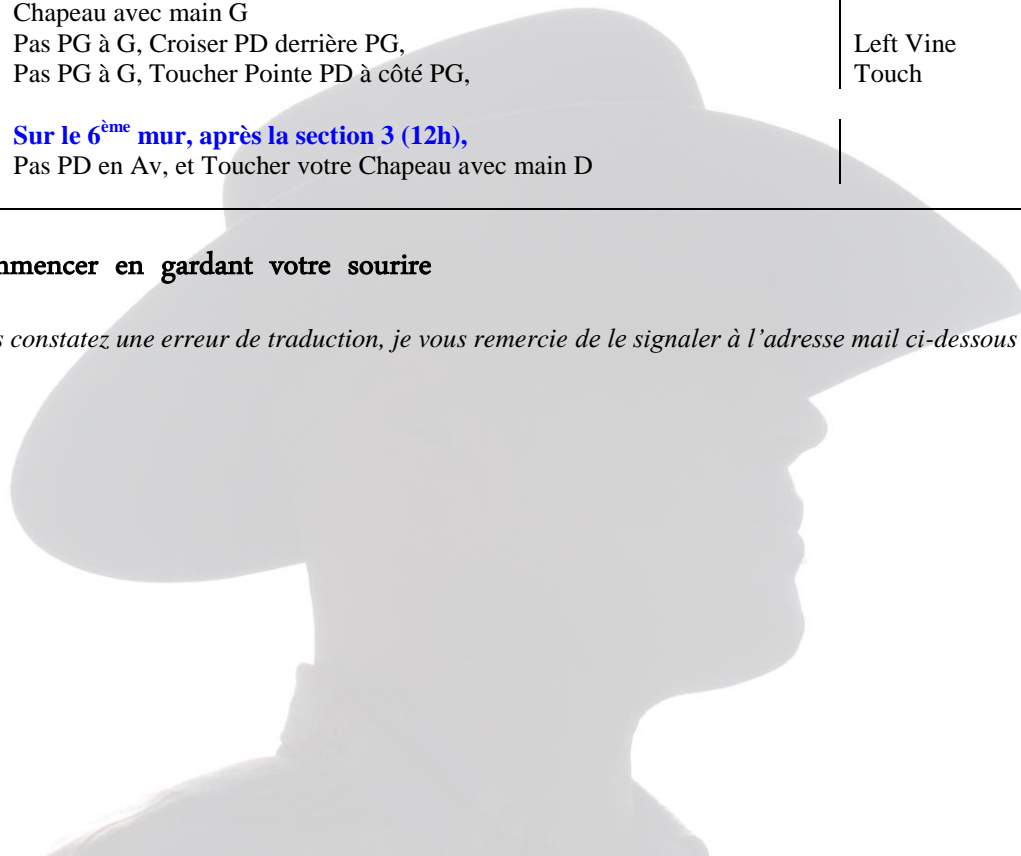 Chapeau avec main G
Pas PG à G, Croiser PD derrière PG, Left Vine
Pas PG à G, Toucher Pointe PD à côté PG, Touch
Sur le 6ème mur, après la section 3 (12h),
Pas PD en Av, et Toucher votre Chapeau avec main D
mmencer en gardant votre sourire
s constatez une erreur de traduction, je vous remercie de le signaler à l’adresse mail ci-dessous